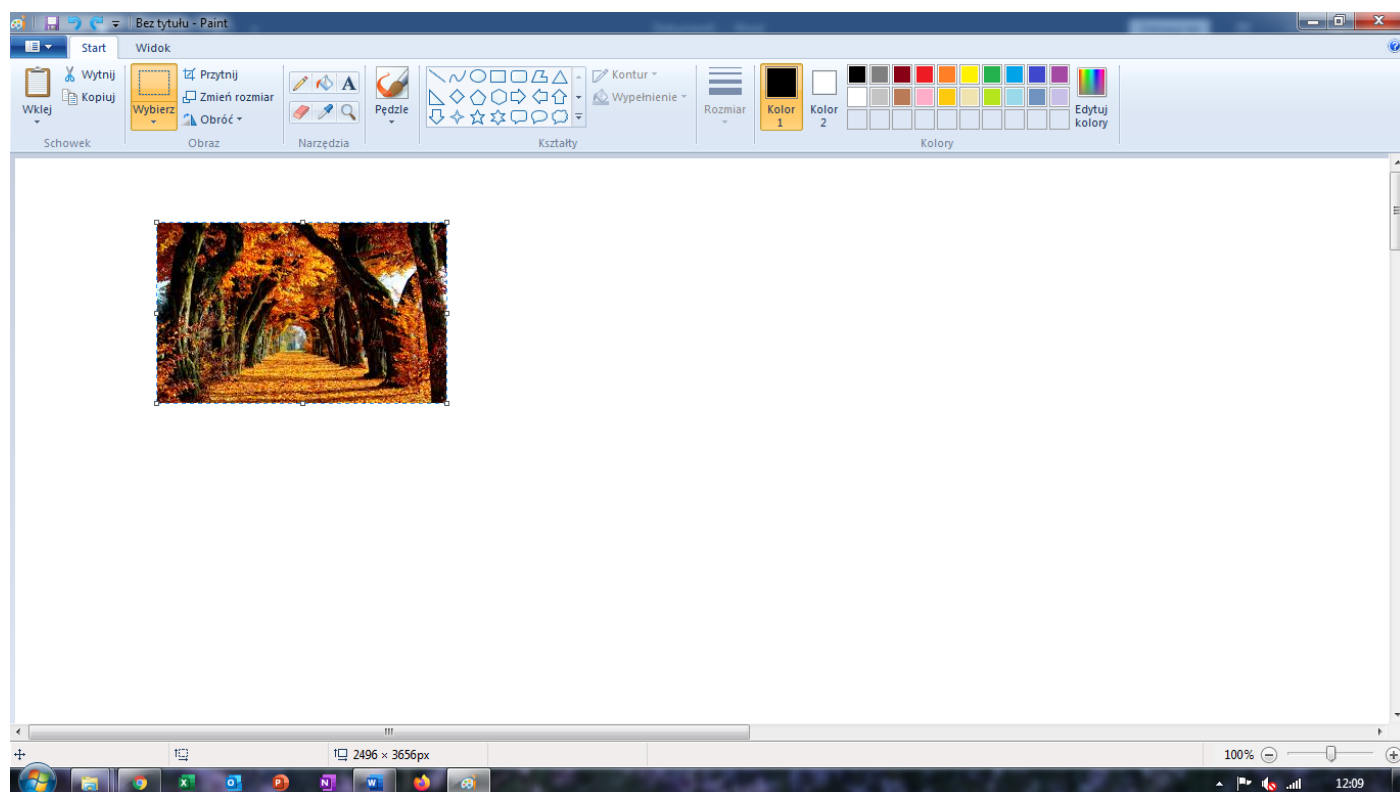 Bez tytułu - Paint
Start Widok
Wklej
Wytnij
Kopiuj
Schowek
Wybierz
Przytnij
Zmień rozmiar
Obróć
Obraz
A
Narzędzia
Pędzle
Kontur
Wypełnienie
Kształty
Rozmiar
Kolor 1
Kolor 2
Edytuj kolory
Kolory
2496 × 3656px
100%
12:09